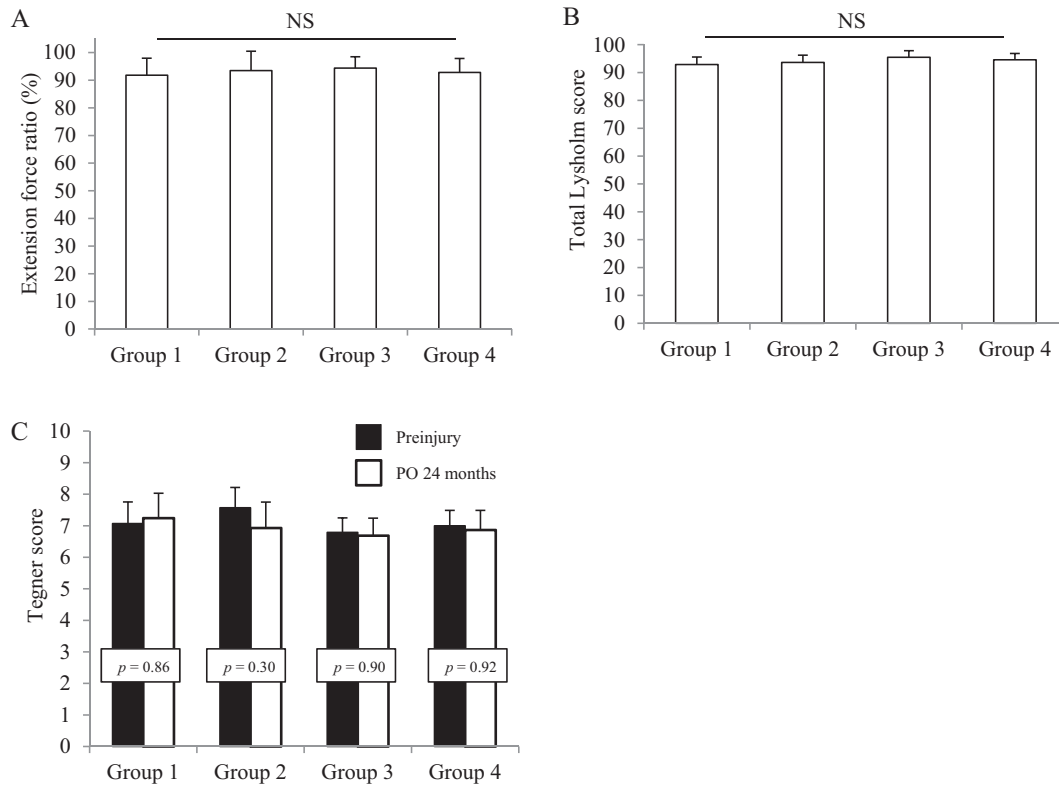 A
NS
Extension force ratio (%)
100
90
80
70
60
50
40
30
20
10
0
Group 1 Group 2 Group 3 Group 4
B
NS
Total Lysholm score
100
90
80
70
60
50
40
30
20
10
0
Group 1 Group 2 Group 3 Group 4
C
Tegner score
10
9
8
7
6
5
4
3
2
1
0
Preinjury
PO 24 months
p = 0.86 p = 0.30 p = 0.90 p = 0.92
Group 1 Group 2 Group 3 Group 4